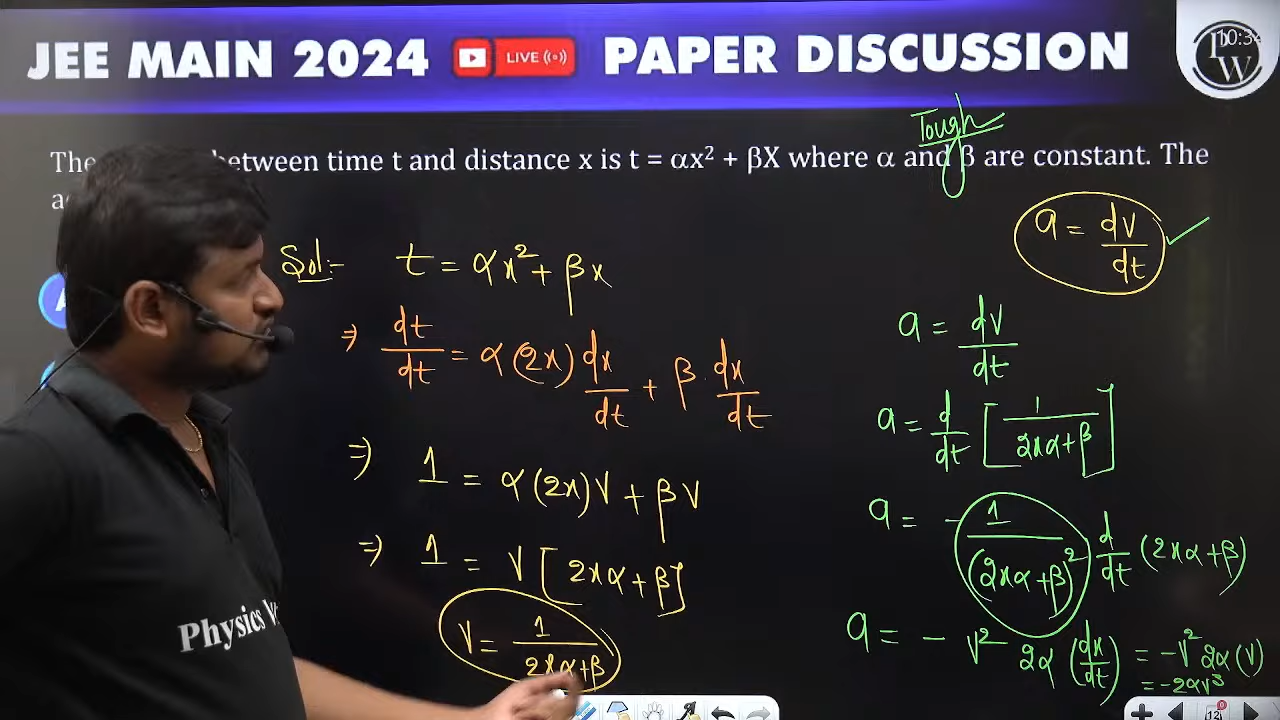 JEE MAIN 2024 LIVE PAPER DISCUSSION
Tough
The between time t and distance x is t = αx² + βX where α and β are constant. The
Sol:- t = αx² + βx
⇒ dt/dt = α(2x) dx/dt + β · dx/dt
⇒ 1 = α(2x)V + βV
⇒ 1 = V [2xα + β]
V = 1/(2xα+β)
a = dV/dt ✓
a = dV/dt
a = d/dt [1/(2xα+β)]
a = - 1/(2xα+β)² d/dt (2xα+β)
a = - V² 2α (dx/dt) = -V² 2α (V)
= -2αV³
Physics
12